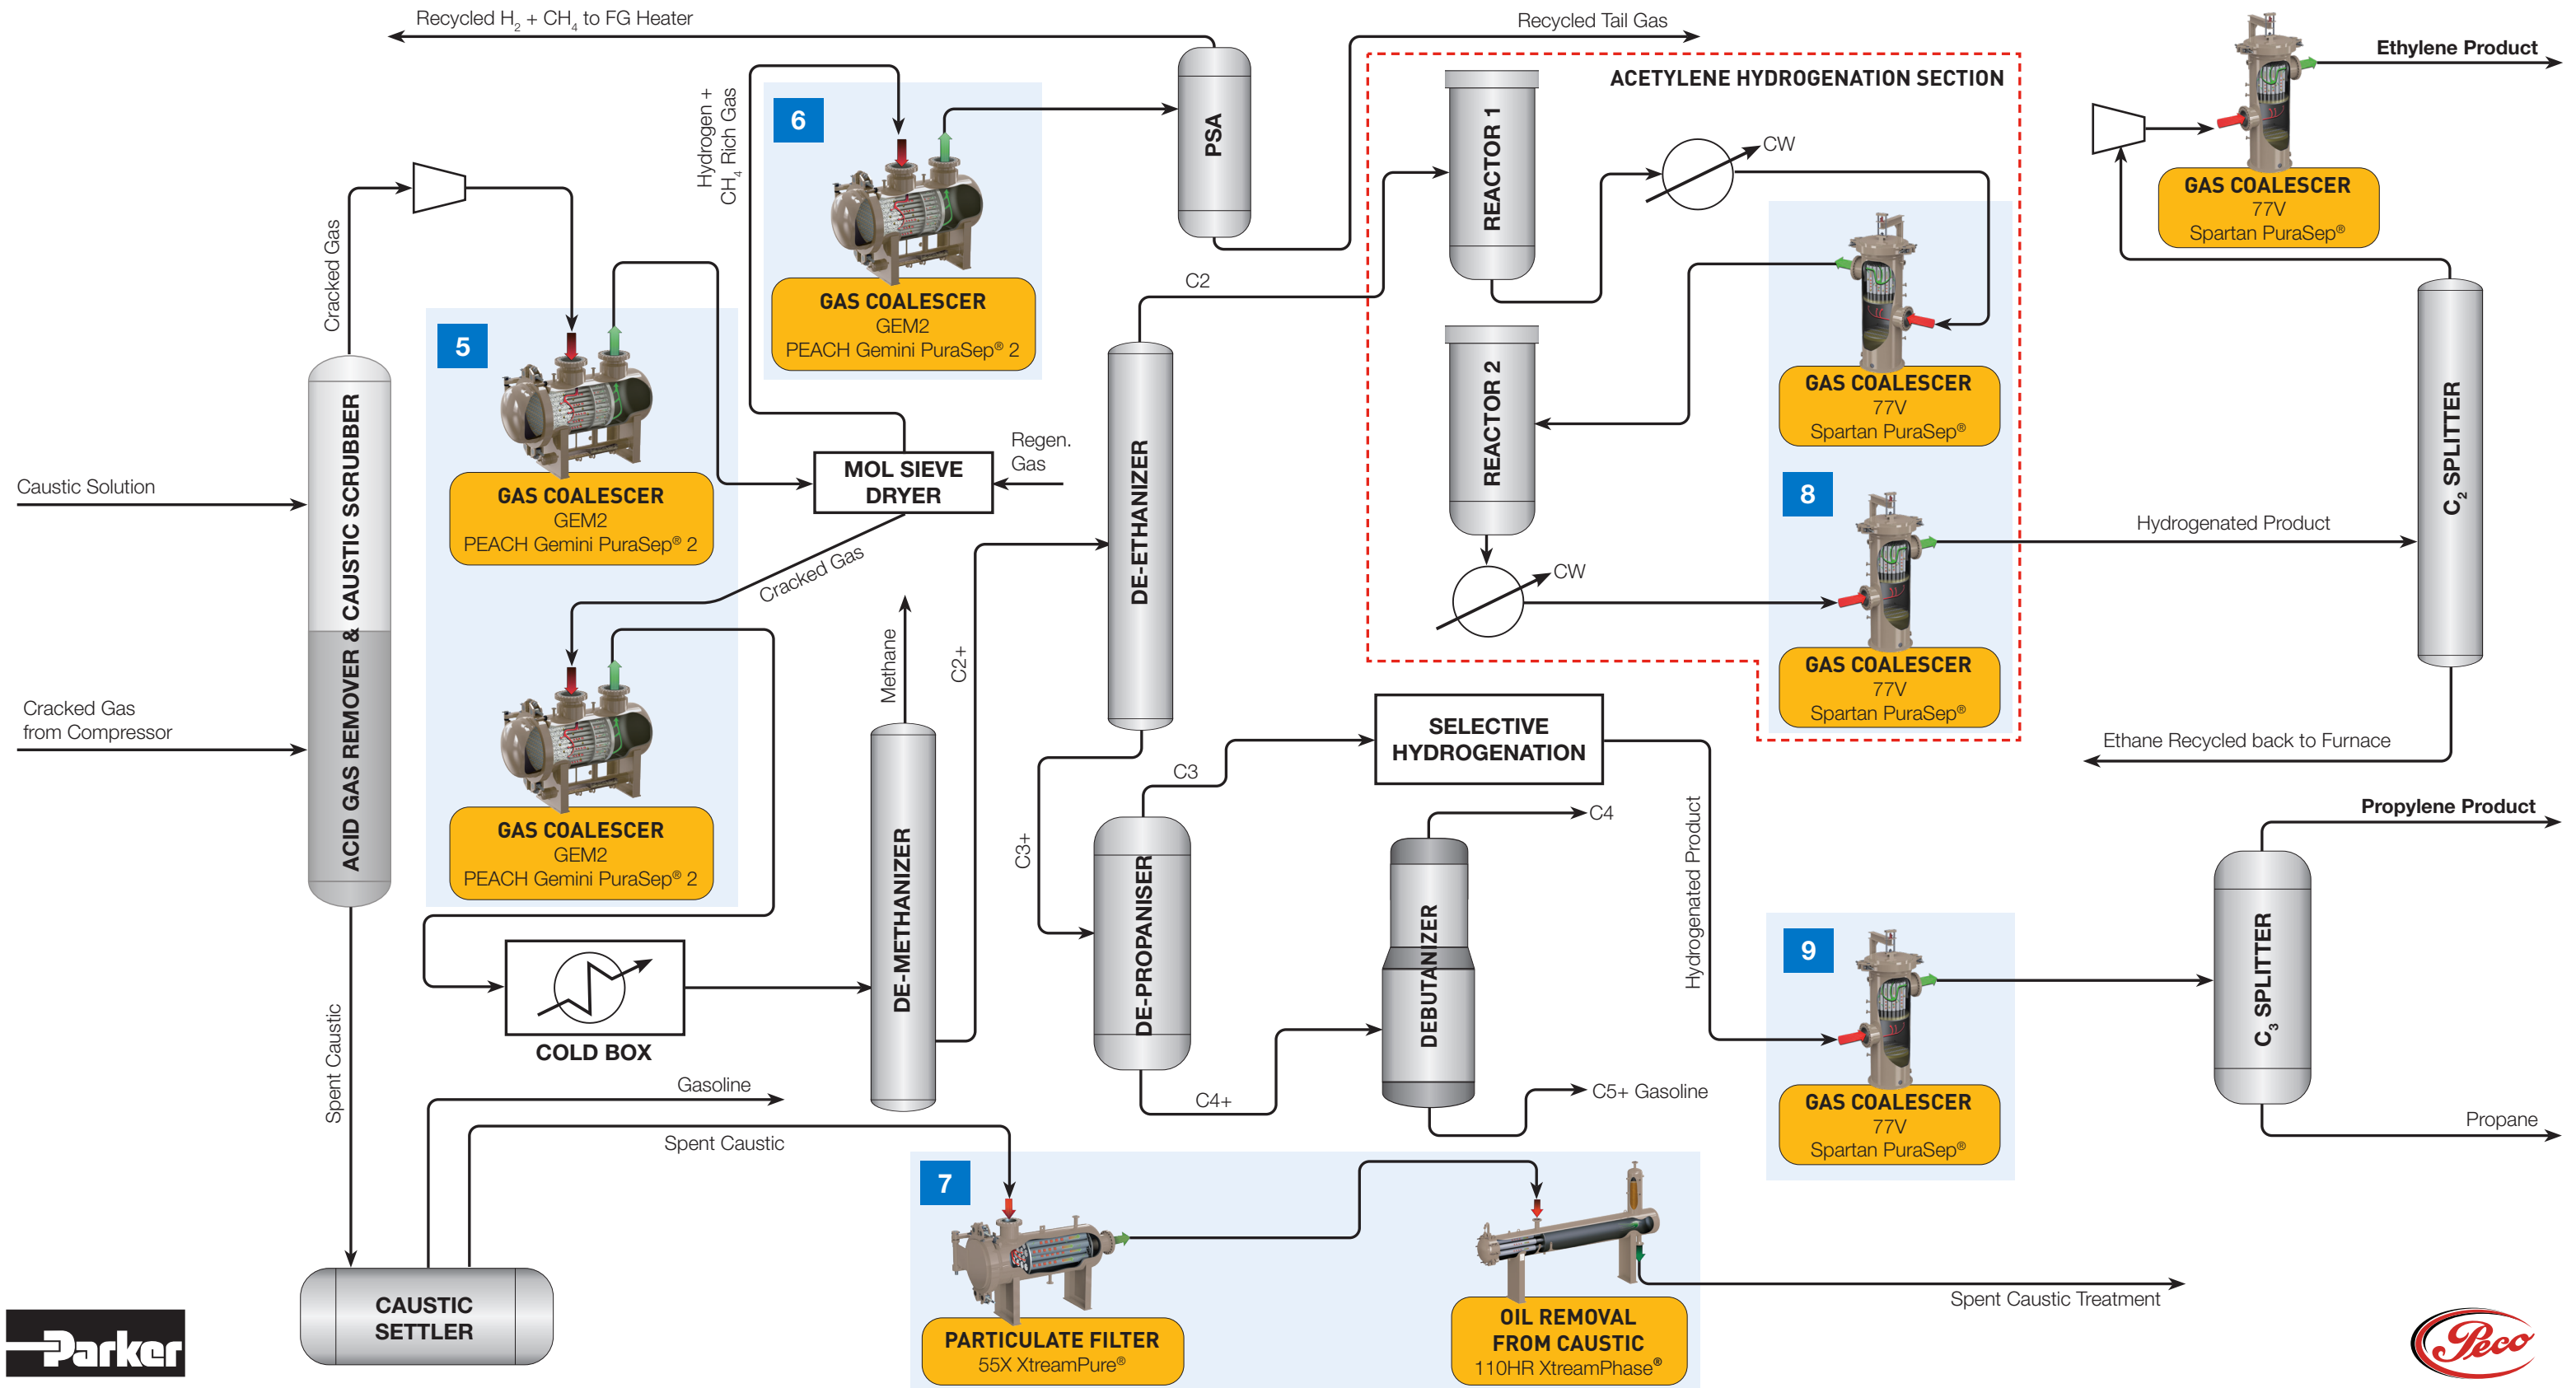 Recycled H₂ + CH₄ to FG Heater
Recycled Tail Gas
Ethylene Product
ACETYLENE HYDROGENATION SECTION
Hydrogen +
CH₄ Rich Gas
6
PSA
REACTOR 1
CW
GAS COALESCER
77V
Spartan PuraSep®
Cracked Gas
GAS COALESCER
GEM2
PEACH Gemini PuraSep® 2
C2
5
REACTOR 2
GAS COALESCER
77V
Spartan PuraSep®
Caustic Solution
ACID GAS REMOVER & CAUSTIC SCRUBBER
GAS COALESCER
GEM2
PEACH Gemini PuraSep® 2
MOL SIEVE
DRYER
Regen.
Gas
DE-ETHANIZER
8
C₂ SPLITTER
Hydrogenated Product
Cracked Gas
CW
GAS COALESCER
77V
Spartan PuraSep®
Methane
C2+
Cracked Gas
from Compressor
SELECTIVE
HYDROGENATION
Ethane Recycled back to Furnace
C3
GAS COALESCER
GEM2
PEACH Gemini PuraSep® 2
C3+
C4
Hydrogenated Product
Propylene Product
DE-METHANIZER
DE-PROPANISER
DEBUTANIZER
9
C₃ SPLITTER
COLD BOX
Spent Caustic
Gasoline
C4+
C5+ Gasoline
GAS COALESCER
77V
Spartan PuraSep®
Propane
Spent Caustic
7
CAUSTIC
SETTLER
PARTICULATE FILTER
55X XtreamPure®
OIL REMOVAL
FROM CAUSTIC
110HR XtreamPhase®
Spent Caustic Treatment
Parker
Peco